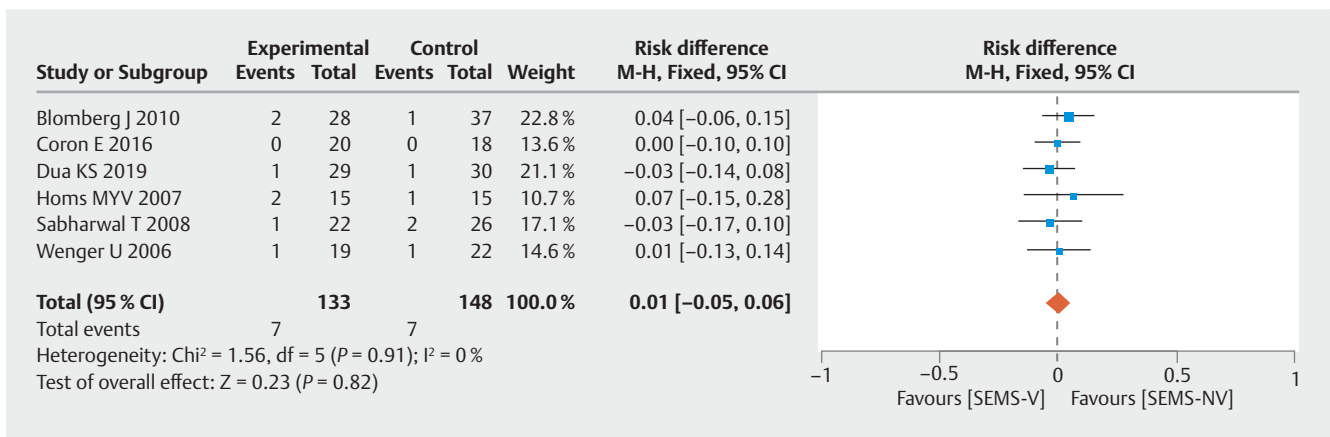 Experimental Control Risk difference Risk difference
Study or Subgroup Events Total Events Total Weight M-H, Fixed, 95% CI M-H, Fixed, 95% CI
Blomberg J 2010 2 28 1 37 22.8 % 0.04 [−0.06, 0.15]
Coron E 2016 0 20 0 18 13.6 % 0.00 [−0.10, 0.10]
Dua KS 2019 1 29 1 30 21.1 % −0.03 [−0.14, 0.08]
Homs MYV 2007 2 15 1 15 10.7 % 0.07 [−0.15, 0.28]
Sabharwal T 2008 1 22 2 26 17.1 % −0.03 [−0.17, 0.10]
Wenger U 2006 1 19 1 22 14.6 % 0.01 [−0.13, 0.14]
Total (95 % CI) 133 148 100.0 % 0.01 [−0.05, 0.06]
Total events 7 7
Heterogeneity: Chi² = 1.56, df = 5 (P = 0.91); I² = 0 %
Test of overall effect: Z = 0.23 (P = 0.82)
−1 −0.5 0 0.5 1
Favours [SEMS-V] Favours [SEMS-NV]